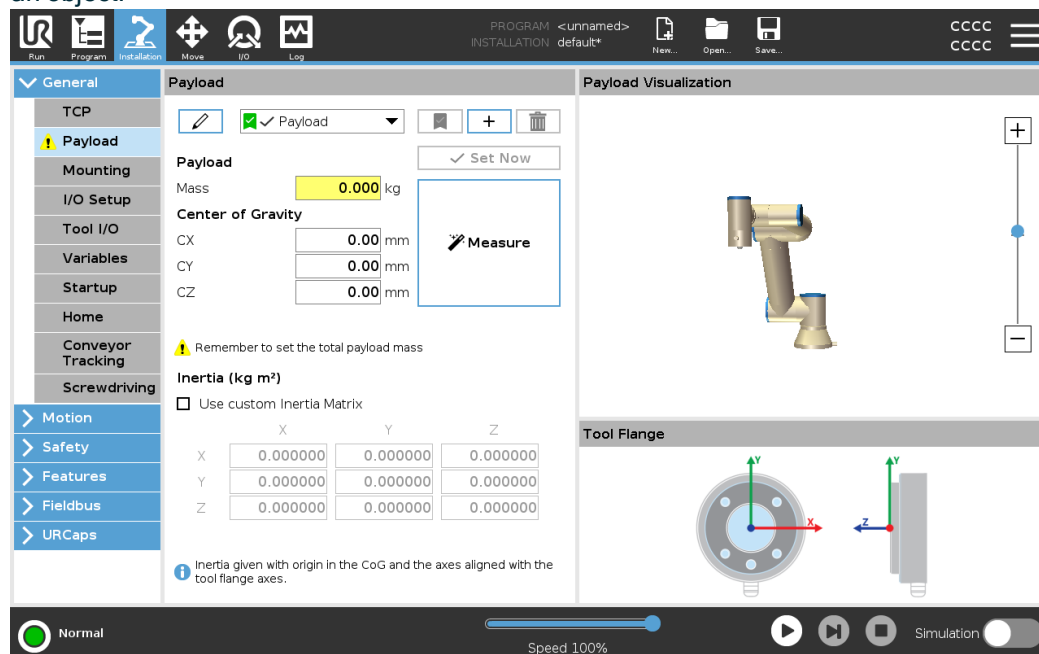 an object.
UR
Run
Program
Installation
Move
I/O
Log
PROGRAM <unnamed>
INSTALLATION default*
New...
Open...
Save...
CCCC
CCCC
General
TCP
Payload
Mounting
I/O Setup
Tool I/O
Variables
Startup
Home
Conveyor
Tracking
Screwdriving
Motion
Safety
Features
Fieldbus
URCaps
Payload
Payload
+
Set Now
Payload
Mass 0.000 kg
Center of Gravity
CX 0.00 mm
CY 0.00 mm
CZ 0.00 mm
Measure
Remember to set the total payload mass
Inertia (kg m²)
Use custom Inertia Matrix
X Y Z
X 0.000000 0.000000 0.000000
Y 0.000000 0.000000 0.000000
Z 0.000000 0.000000 0.000000
Inertia given with origin in the CoG and the axes aligned with the
tool flange axes.
Payload Visualization
+
−
Tool Flange
Y
X
Y
Z
Normal
Speed 100%
Simulation